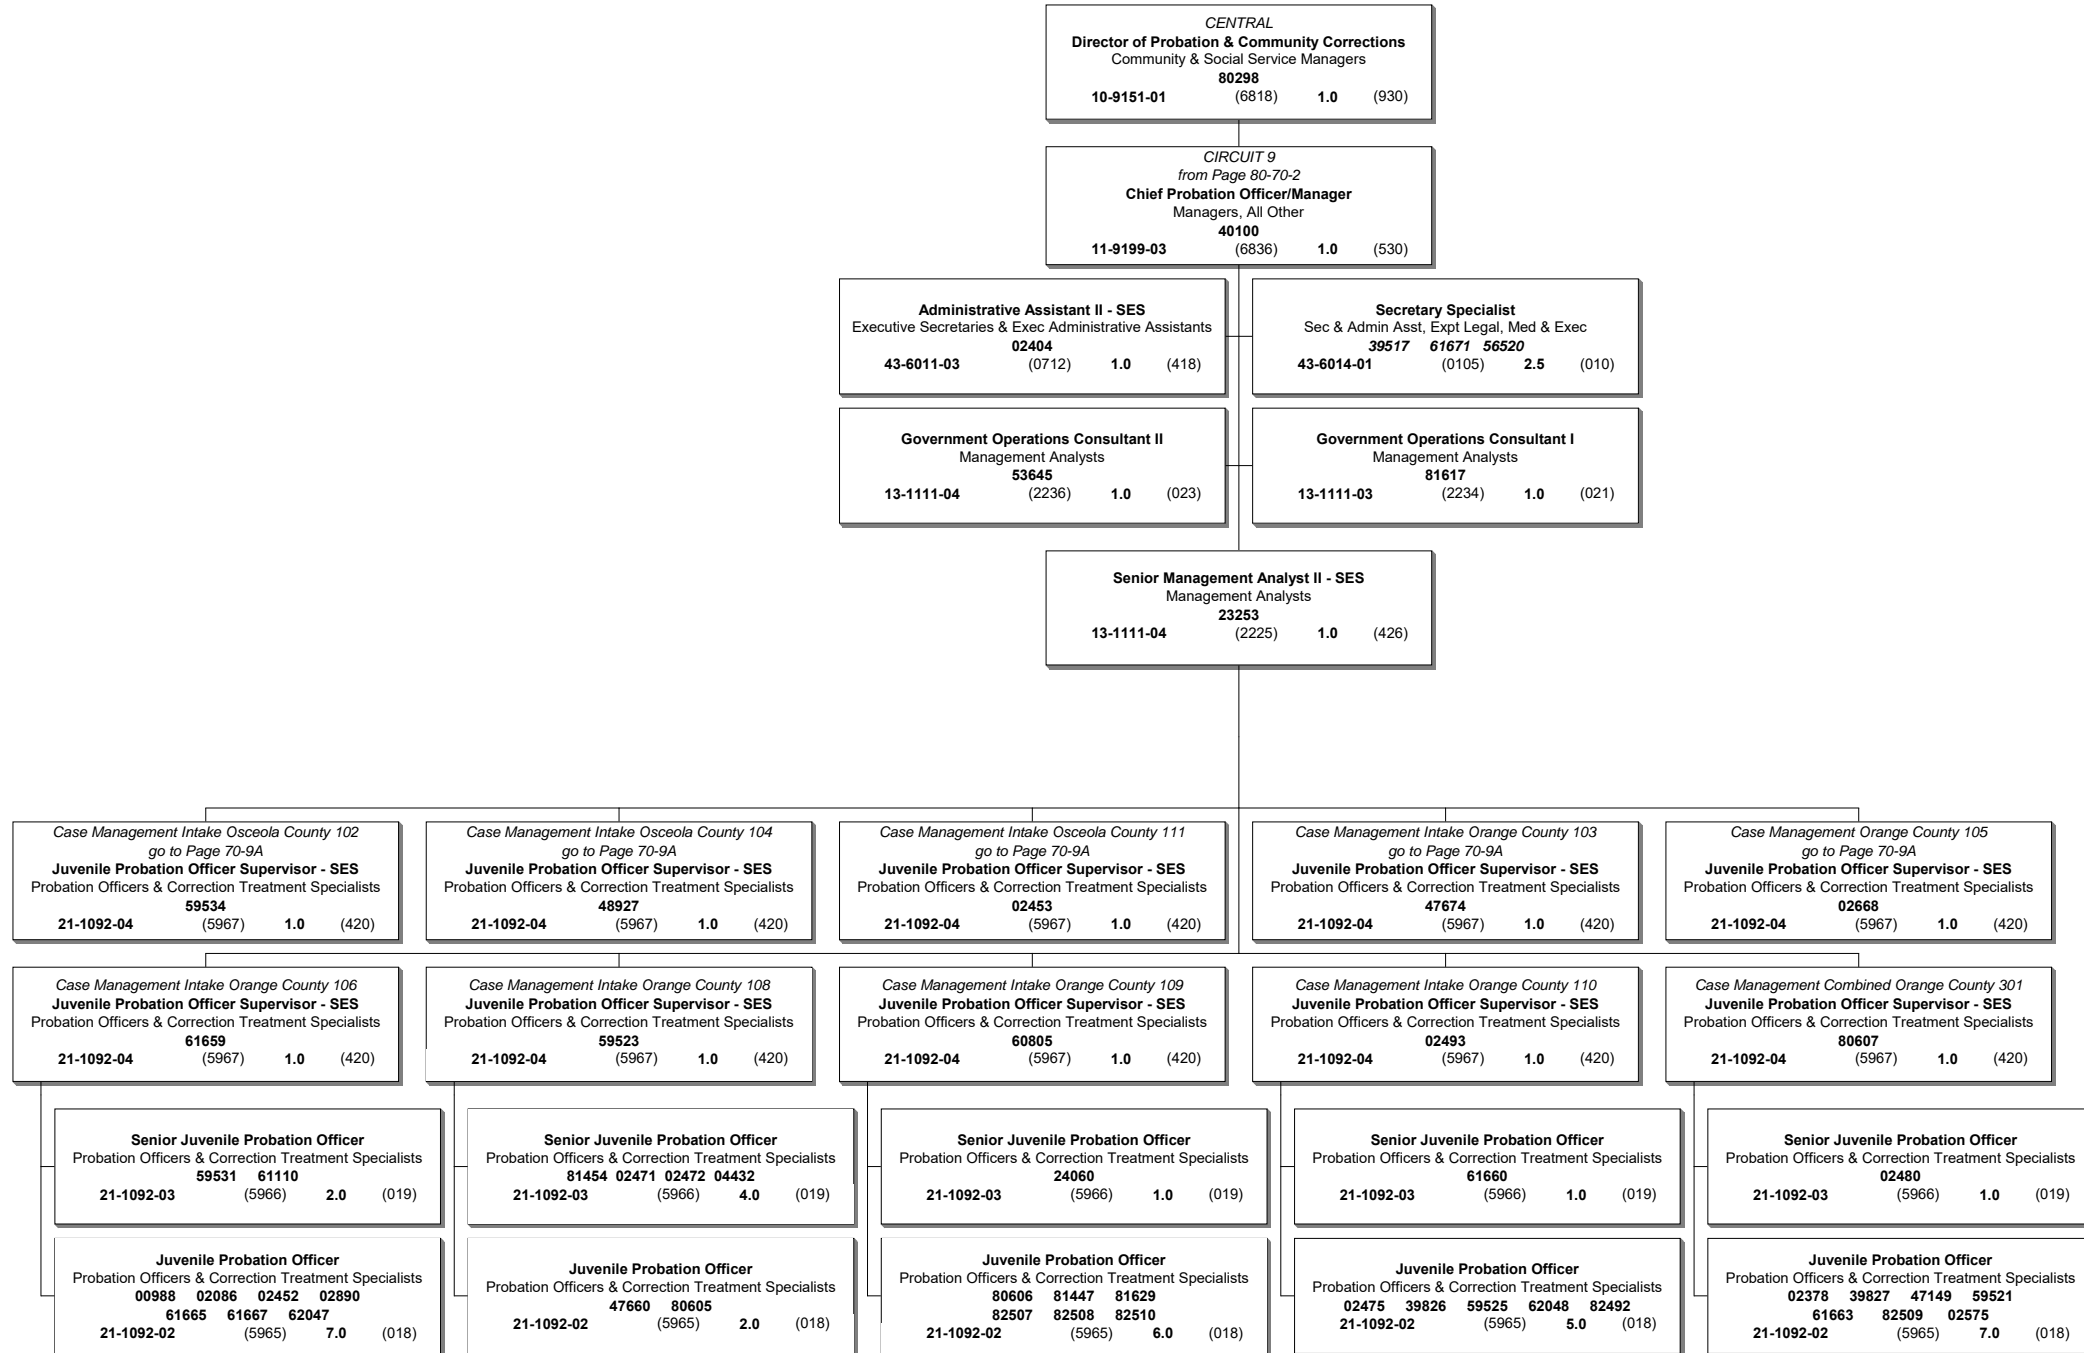 CENTRAL
Director of Probation & Community Corrections
Community & Social Service Managers
80298
10-9151-01 (6818) 1.0 (930)
CIRCUIT 9
from Page 80-70-2
Chief Probation Officer/Manager
Managers, All Other
40100
11-9199-03 (6836) 1.0 (530)
Administrative Assistant II - SES
Executive Secretaries & Exec Administrative Assistants
02404
43-6011-03 (0712) 1.0 (418)
Secretary Specialist
Sec & Admin Asst, Expt Legal, Med & Exec
39517 61671 56520
43-6014-01 (0105) 2.5 (010)
Government Operations Consultant II
Management Analysts
53645
13-1111-04 (2236) 1.0 (023)
Government Operations Consultant I
Management Analysts
81617
13-1111-03 (2234) 1.0 (021)
Senior Management Analyst II - SES
Management Analysts
23253
13-1111-04 (2225) 1.0 (426)
Case Management Intake Osceola County 102
go to Page 70-9A
Juvenile Probation Officer Supervisor - SES
Probation Officers & Correction Treatment Specialists
59534
21-1092-04 (5967) 1.0 (420)
Case Management Intake Osceola County 104
go to Page 70-9A
Juvenile Probation Officer Supervisor - SES
Probation Officers & Correction Treatment Specialists
48927
21-1092-04 (5967) 1.0 (420)
Case Management Intake Osceola County 111
go to Page 70-9A
Juvenile Probation Officer Supervisor - SES
Probation Officers & Correction Treatment Specialists
02453
21-1092-04 (5967) 1.0 (420)
Case Management Intake Orange County 103
go to Page 70-9A
Juvenile Probation Officer Supervisor - SES
Probation Officers & Correction Treatment Specialists
47674
21-1092-04 (5967) 1.0 (420)
Case Management Orange County 105
go to Page 70-9A
Juvenile Probation Officer Supervisor - SES
Probation Officers & Correction Treatment Specialists
02668
21-1092-04 (5967) 1.0 (420)
Case Management Intake Orange County 106
Juvenile Probation Officer Supervisor - SES
Probation Officers & Correction Treatment Specialists
61659
21-1092-04 (5967) 1.0 (420)
Case Management Intake Orange County 108
Juvenile Probation Officer Supervisor - SES
Probation Officers & Correction Treatment Specialists
59523
21-1092-04 (5967) 1.0 (420)
Case Management Intake Orange County 109
Juvenile Probation Officer Supervisor - SES
Probation Officers & Correction Treatment Specialists
60805
21-1092-04 (5967) 1.0 (420)
Case Management Intake Orange County 110
Juvenile Probation Officer Supervisor - SES
Probation Officers & Correction Treatment Specialists
02493
21-1092-04 (5967) 1.0 (420)
Case Management Combined Orange County 301
Juvenile Probation Officer Supervisor - SES
Probation Officers & Correction Treatment Specialists
80607
21-1092-04 (5967) 1.0 (420)
Senior Juvenile Probation Officer
Probation Officers & Correction Treatment Specialists
59531 61110
21-1092-03 (5966) 2.0 (019)
Senior Juvenile Probation Officer
Probation Officers & Correction Treatment Specialists
81454 02471 02472 04432
21-1092-03 (5966) 4.0 (019)
Senior Juvenile Probation Officer
Probation Officers & Correction Treatment Specialists
24060
21-1092-03 (5966) 1.0 (019)
Senior Juvenile Probation Officer
Probation Officers & Correction Treatment Specialists
61660
21-1092-03 (5966) 1.0 (019)
Senior Juvenile Probation Officer
Probation Officers & Correction Treatment Specialists
02480
21-1092-03 (5966) 1.0 (019)
Juvenile Probation Officer
Probation Officers & Correction Treatment Specialists
00988 02086 02452 02890
61665 61667 62047
21-1092-02 (5965) 7.0 (018)
Juvenile Probation Officer
Probation Officers & Correction Treatment Specialists
47660 80605
21-1092-02 (5965) 2.0 (018)
Juvenile Probation Officer
Probation Officers & Correction Treatment Specialists
80606 81447 81629
82507 82508 82510
21-1092-02 (5965) 6.0 (018)
Juvenile Probation Officer
Probation Officers & Correction Treatment Specialists
02475 39826 59525 62048 82492
21-1092-02 (5965) 5.0 (018)
Juvenile Probation Officer
Probation Officers & Correction Treatment Specialists
02378 39827 47149 59521
61663 82509 02575
21-1092-02 (5965) 7.0 (018)